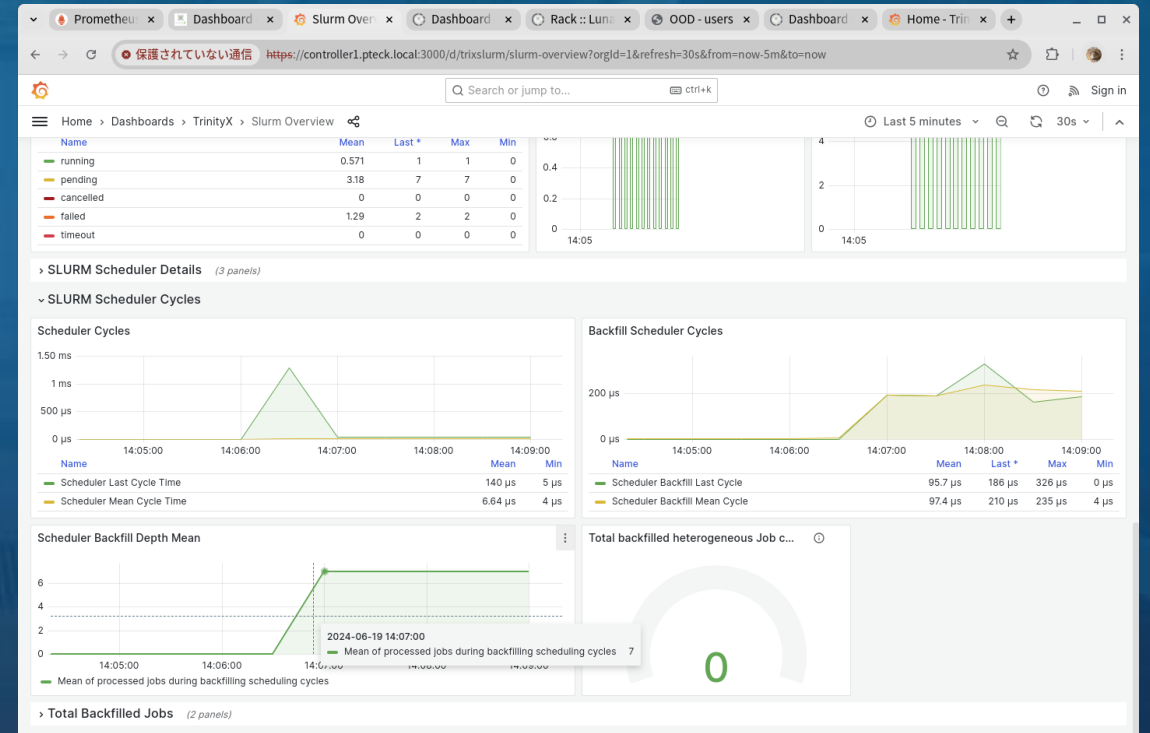 Prometheus
Dashboard
Slurm Over
Dashboard
Rack :: Luna
OOD - users
Dashboard
Home - Trin
保護されていない通信
https://controller1.pteck.local:3000/d/trixslurm/slurm-overview?orgId=1&refresh=30s&from=now-5m&to=now
Search or jump to...
ctrl+k
Sign in
Home › Dashboards › TrinityX › Slurm Overview
Last 5 minutes
30s
Name Mean Last * Max Min
running 0.571 1 1 0
pending 3.18 7 7 0
cancelled 0 0 0 0
failed 1.29 2 2 0
timeout 0 0 0 0
0.4
0.2
0
14:05
4
2
0
14:05
SLURM Scheduler Details (3 panels)
SLURM Scheduler Cycles
Scheduler Cycles
1.50 ms
1 ms
500 µs
0 µs
14:05:00 14:06:00 14:07:00 14:08:00 14:09:00
Name Mean Min
Scheduler Last Cycle Time 140 µs 5 µs
Scheduler Mean Cycle Time 6.64 µs 4 µs
Backfill Scheduler Cycles
200 µs
0 µs
14:05:00 14:06:00 14:07:00 14:08:00 14:09:00
Name Mean Last * Max Min
Scheduler Backfill Last Cycle 95.7 µs 186 µs 326 µs 0 µs
Scheduler Backfill Mean Cycle 97.4 µs 210 µs 235 µs 4 µs
Scheduler Backfill Depth Mean
6
4
2
0
14:05:00 14:06:00 14:07:00 14:08:00 14:09:00
2024-06-19 14:07:00
Mean of processed jobs during backfilling scheduling cycles 7
Mean of processed jobs during backfilling scheduling cycles
Total backfilled heterogeneous Job c...
0
Total Backfilled Jobs (2 panels)